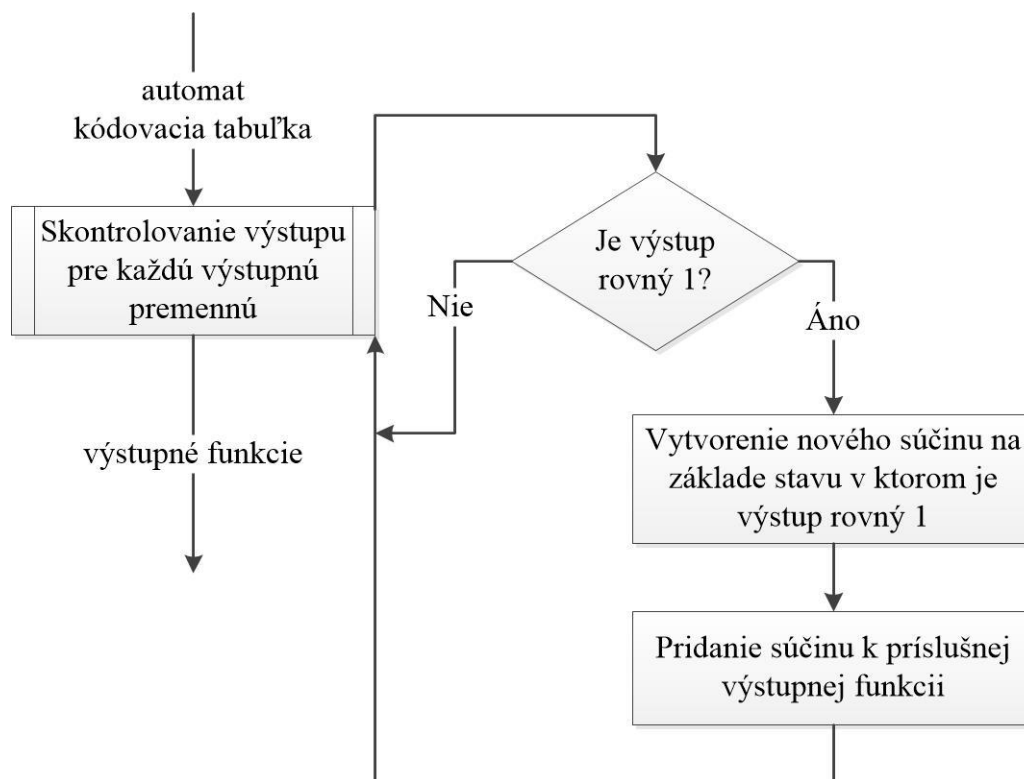 automat
kódovacia tabuľka
Skontrolovanie výstupu
pre každú výstupnú
premennú
výstupné funkcie
Je výstup
rovný 1?
Nie
Áno
Vytvorenie nového súčinu na
základe stavu v ktorom je
výstup rovný 1
Pridanie súčinu k príslušnej
výstupnej funkcii